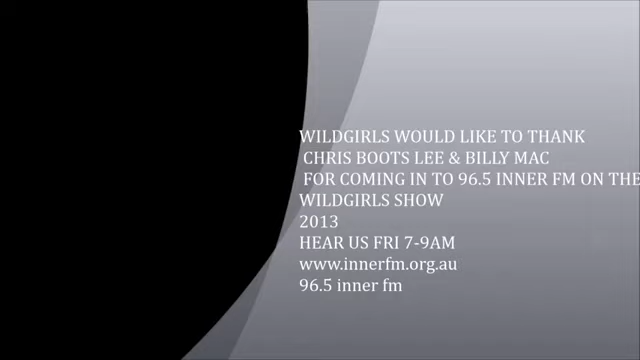 WILDGIRLS WOULD LIKE TO THANK
CHRIS BOOTS LEE & BILLY MAC
FOR COMING IN TO 96.5 INNER FM ON THE
WILDGIRLS SHOW
2013
HEAR US FRI 7-9AM
www.innerfm.org.au
96.5 inner fm